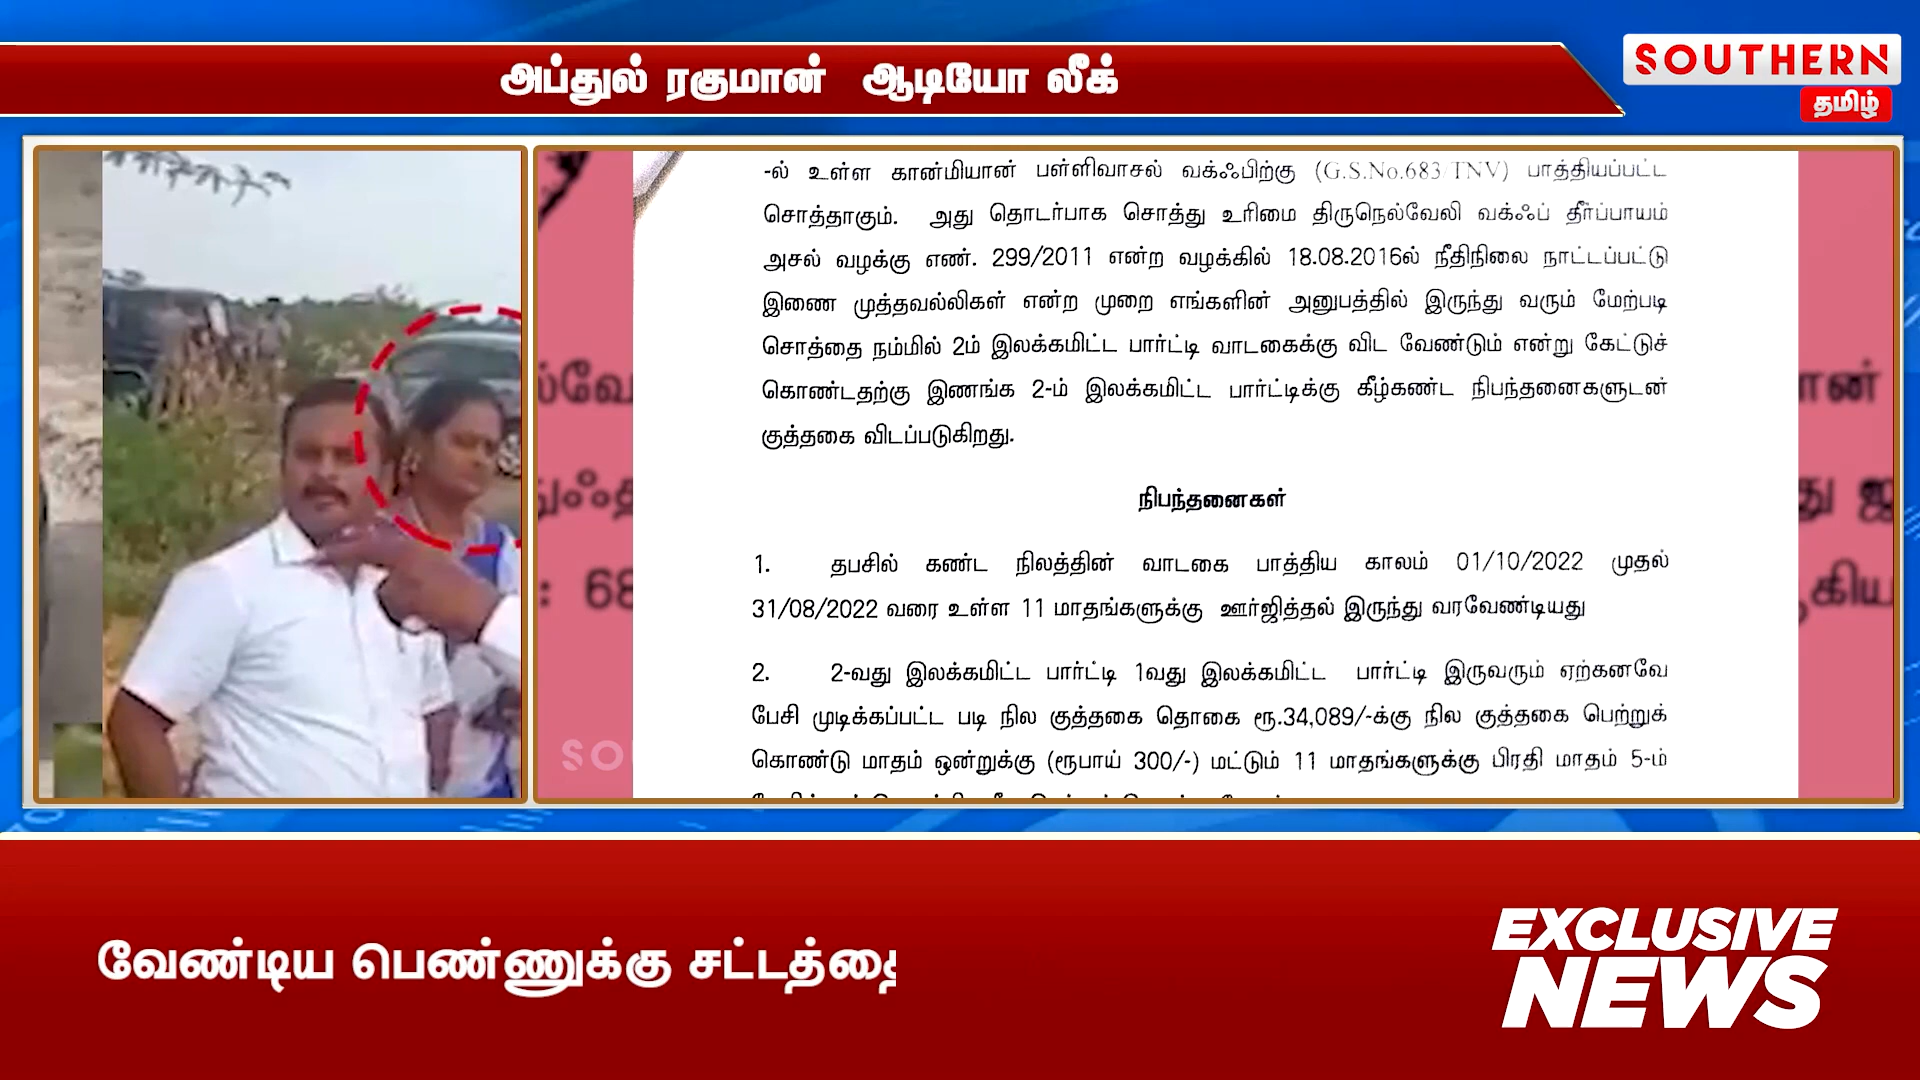 அப்துல் ரகுமான் ஆடியோ லீக்
SOUTHERN
தமிழ்
-ல் உள்ள கான்மியான் பள்ளிவாசல் வக்ஃபிற்கு (G.S.No.683/TNV) பாத்தியப்பட்ட
சொத்தாகும். அது தொடர்பாக சொத்து உரிமை திருநெல்வேலி வக்ஃப் தீர்ப்பாயம்
அசல் வழக்கு எண். 299/2011 என்ற வழக்கில் 18.08.2016ல் நீதிநிலை நாட்டப்பட்டு
இணை முத்தவல்லிகள் என்ற முறை எங்களின் அனுபத்தில் இருந்து வரும் மேற்படி
சொத்தை நம்மில் 2ம் இலக்கமிட்ட பார்ட்டி வாடகைக்கு விட வேண்டும் என்று கேட்டுச்
கொண்டதற்கு இணங்க 2-ம் இலக்கமிட்ட பார்ட்டிக்கு கீழ்கண்ட நிபந்தனைகளுடன்
குத்தகை விடப்படுகிறது.
நிபந்தனைகள்
1. தபசில் கண்ட நிலத்தின் வாடகை பாத்திய காலம் 01/10/2022 முதல்
31/08/2022 வரை உள்ள 11 மாதங்களுக்கு ஊர்ஜித்தல் இருந்து வரவேண்டியது
2. 2-வது இலக்கமிட்ட பார்ட்டி 1வது இலக்கமிட்ட பார்ட்டி இருவரும் ஏற்கனவே
பேசி முடிக்கப்பட்ட படி நில குத்தகை தொகை ரூ.34,089/-க்கு நில குத்தகை பெற்றுக்
கொண்டு மாதம் ஒன்றுக்கு (ரூபாய் 300/-) மட்டும் 11 மாதங்களுக்கு பிரதி மாதம் 5-ம்
வேண்டிய பெண்ணுக்கு சட்டத்தை
EXCLUSIVE
NEWS